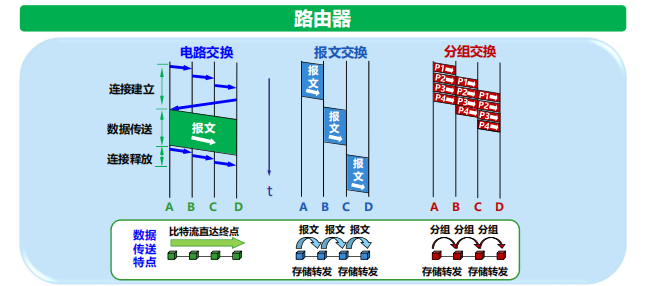 路由器
电路交换
报文交换
分组交换
连接建立
数据传送
连接释放
报文
报
文
报
文
报
文
P1
P2
P3
P4
P1
P2
P3
P4
P1
P2
P3
P4
t
A B C D
A B C D
A B C D
数据
传送
特点
比特流直达终点
报文 报文 报文
存储转发 存储转发
分组 分组 分组
存储转发 存储转发